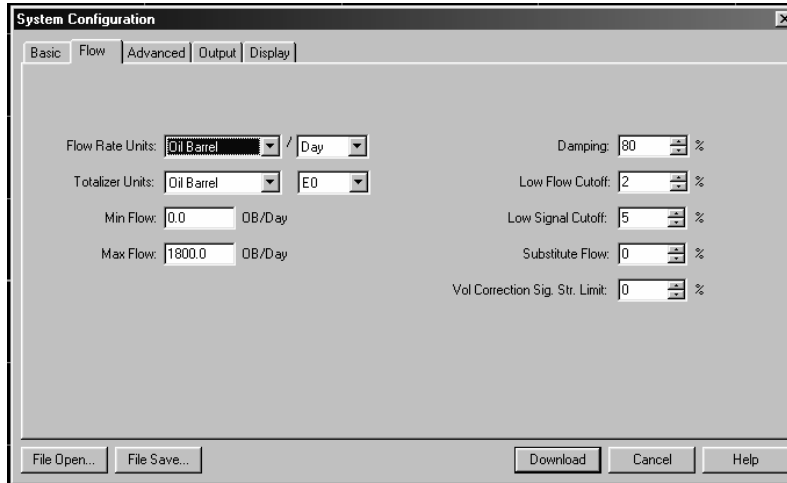 System Configuration
Basic Flow Advanced Output Display
Flow Rate Units: Oil Barrel / Day
Totalizer Units: Oil Barrel E0
Min Flow: 0.0 OB/Day
Max Flow: 1800.0 OB/Day
Damping: 80 %
Low Flow Cutoff: 2 %
Low Signal Cutoff: 5 %
Substitute Flow: 0 %
Vol Correction Sig. Str. Limit: 0 %
File Open... File Save... Download Cancel Help